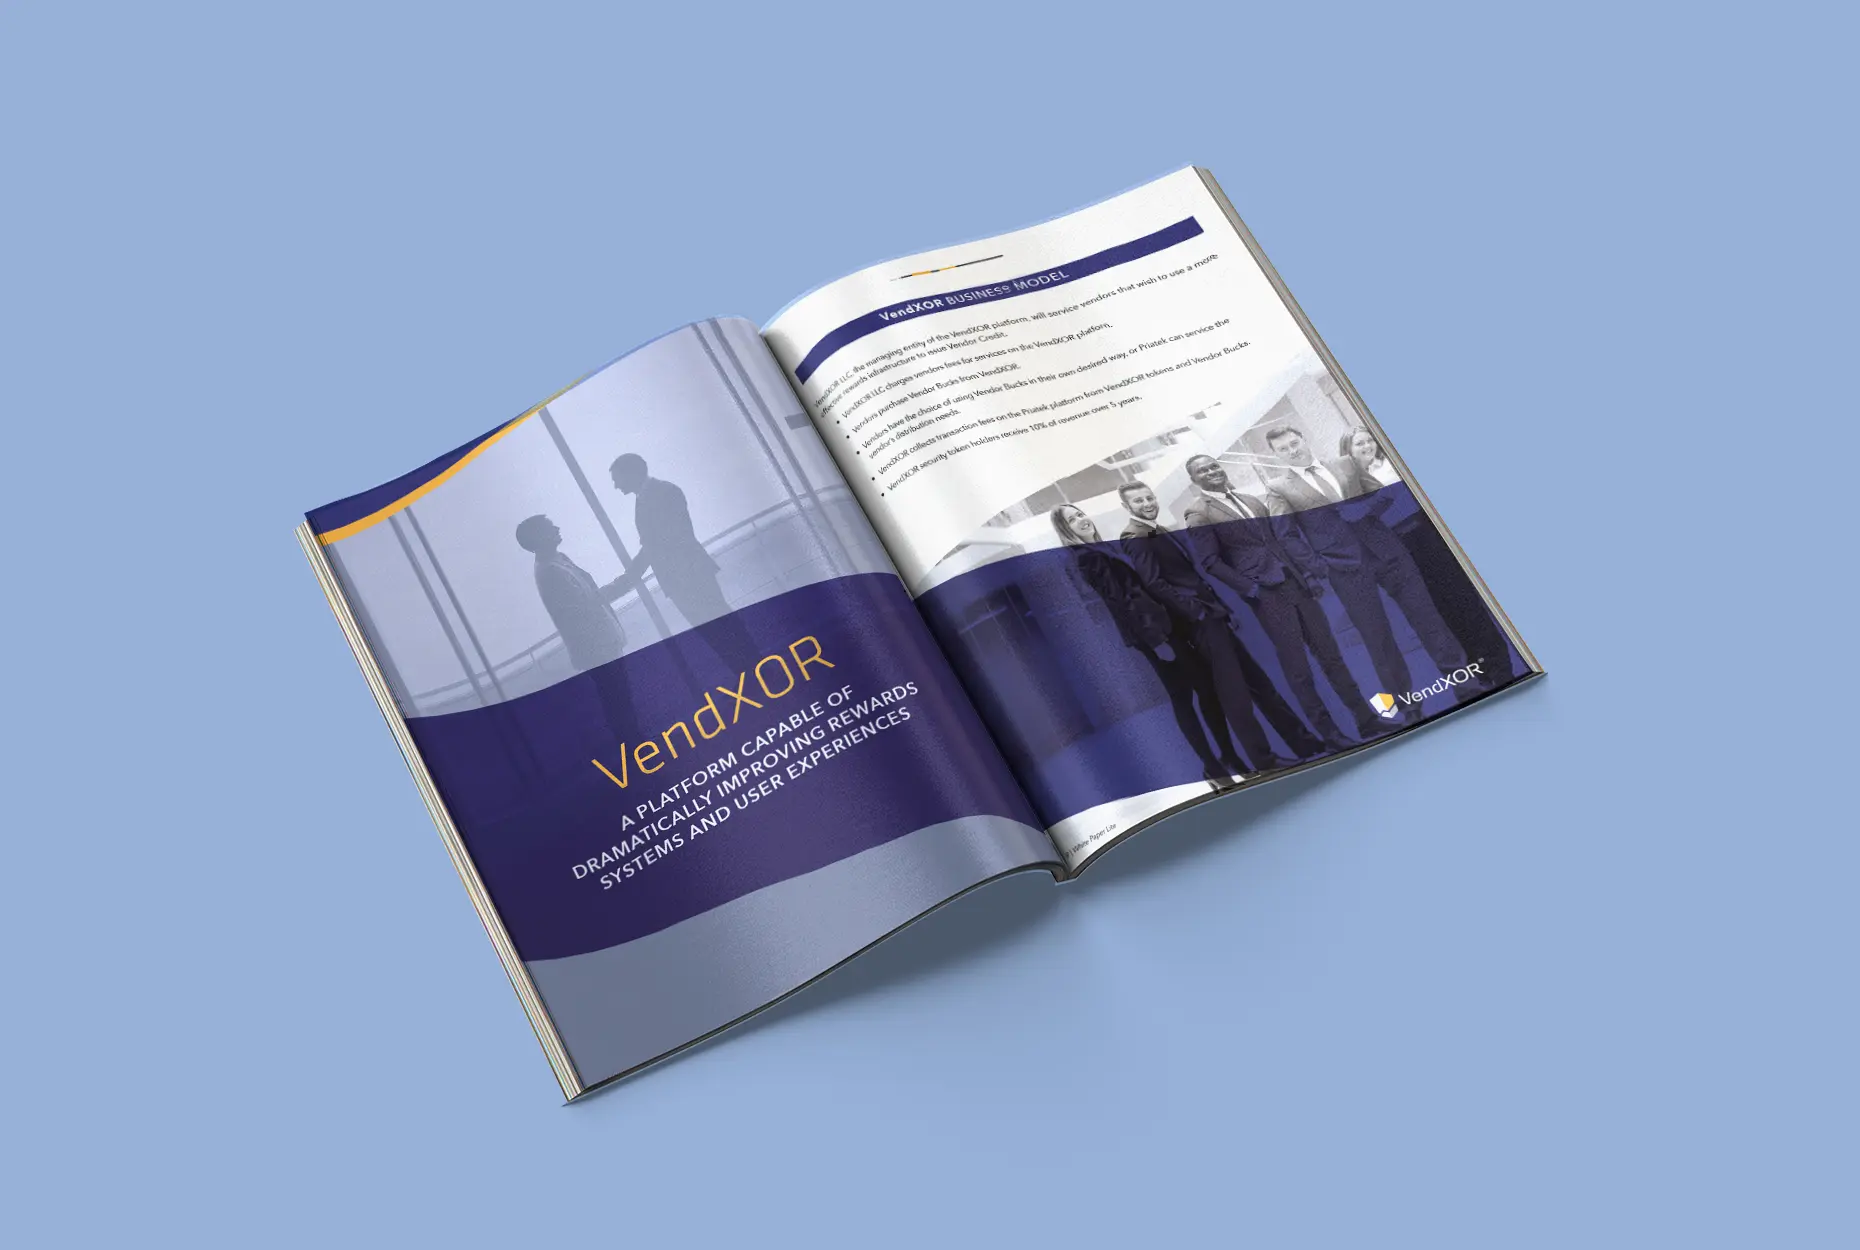 VendXOR
A PLATFORM CAPABLE OF
DRAMATICALLY IMPROVING REWARDS
SYSTEMS AND USER EXPERIENCES
VendXOR BUSINESS MODEL
VendXOR LLC, the managing entity of the VendXOR platform, will service vendors that wish to use a more
effective rewards infrastructure to issue Vendor Credit.
• VendXOR LLC charges vendors fees for services on the VendXOR platform.
• Vendors purchase Vendor Bucks from VendXOR.
• Vendors have the choice of using Vendor Bucks in their own desired way, or Priatek can service the
vendor's distribution needs.
• VendXOR collects transaction fees on the Priatek platform from VendXOR tokens and Vendor Bucks.
• VendXOR security token holders receive 10% of revenue over 5 years.
VendXOR
| White Paper Lite